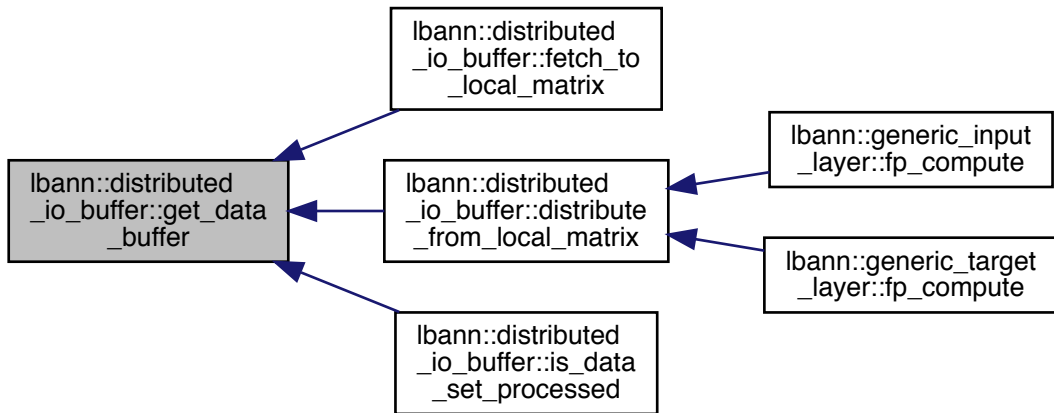 lbann::distributed
_io_buffer::get_data
_buffer
lbann::distributed
_io_buffer::fetch_to
_local_matrix
lbann::distributed
_io_buffer::distribute
_from_local_matrix
lbann::distributed
_io_buffer::is_data
_set_processed
lbann::generic_input
_layer::fp_compute
lbann::generic_target
_layer::fp_compute